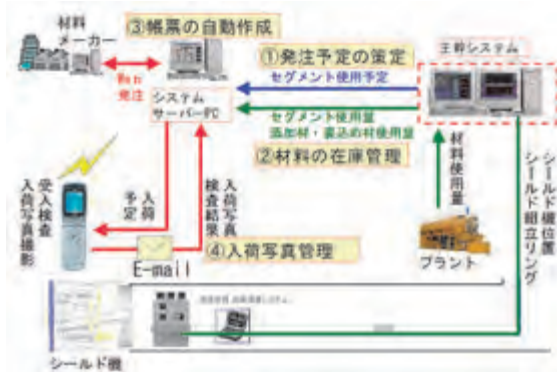 ③帳票の自動作成
材料
メーカー
Web
発注
システム
サーバーPC
①発注予定の策定
セグメント使用予定
主幹システム
セグメント使用量
添加材・裏込め材使用量
②材料の在庫管理
材料使用量
プラント
シールド機位置
シールド組立リング
受入検査
入荷写真撮影
入荷
予定
入荷写真
検査結果
E-mail
④入荷写真管理
シールド機